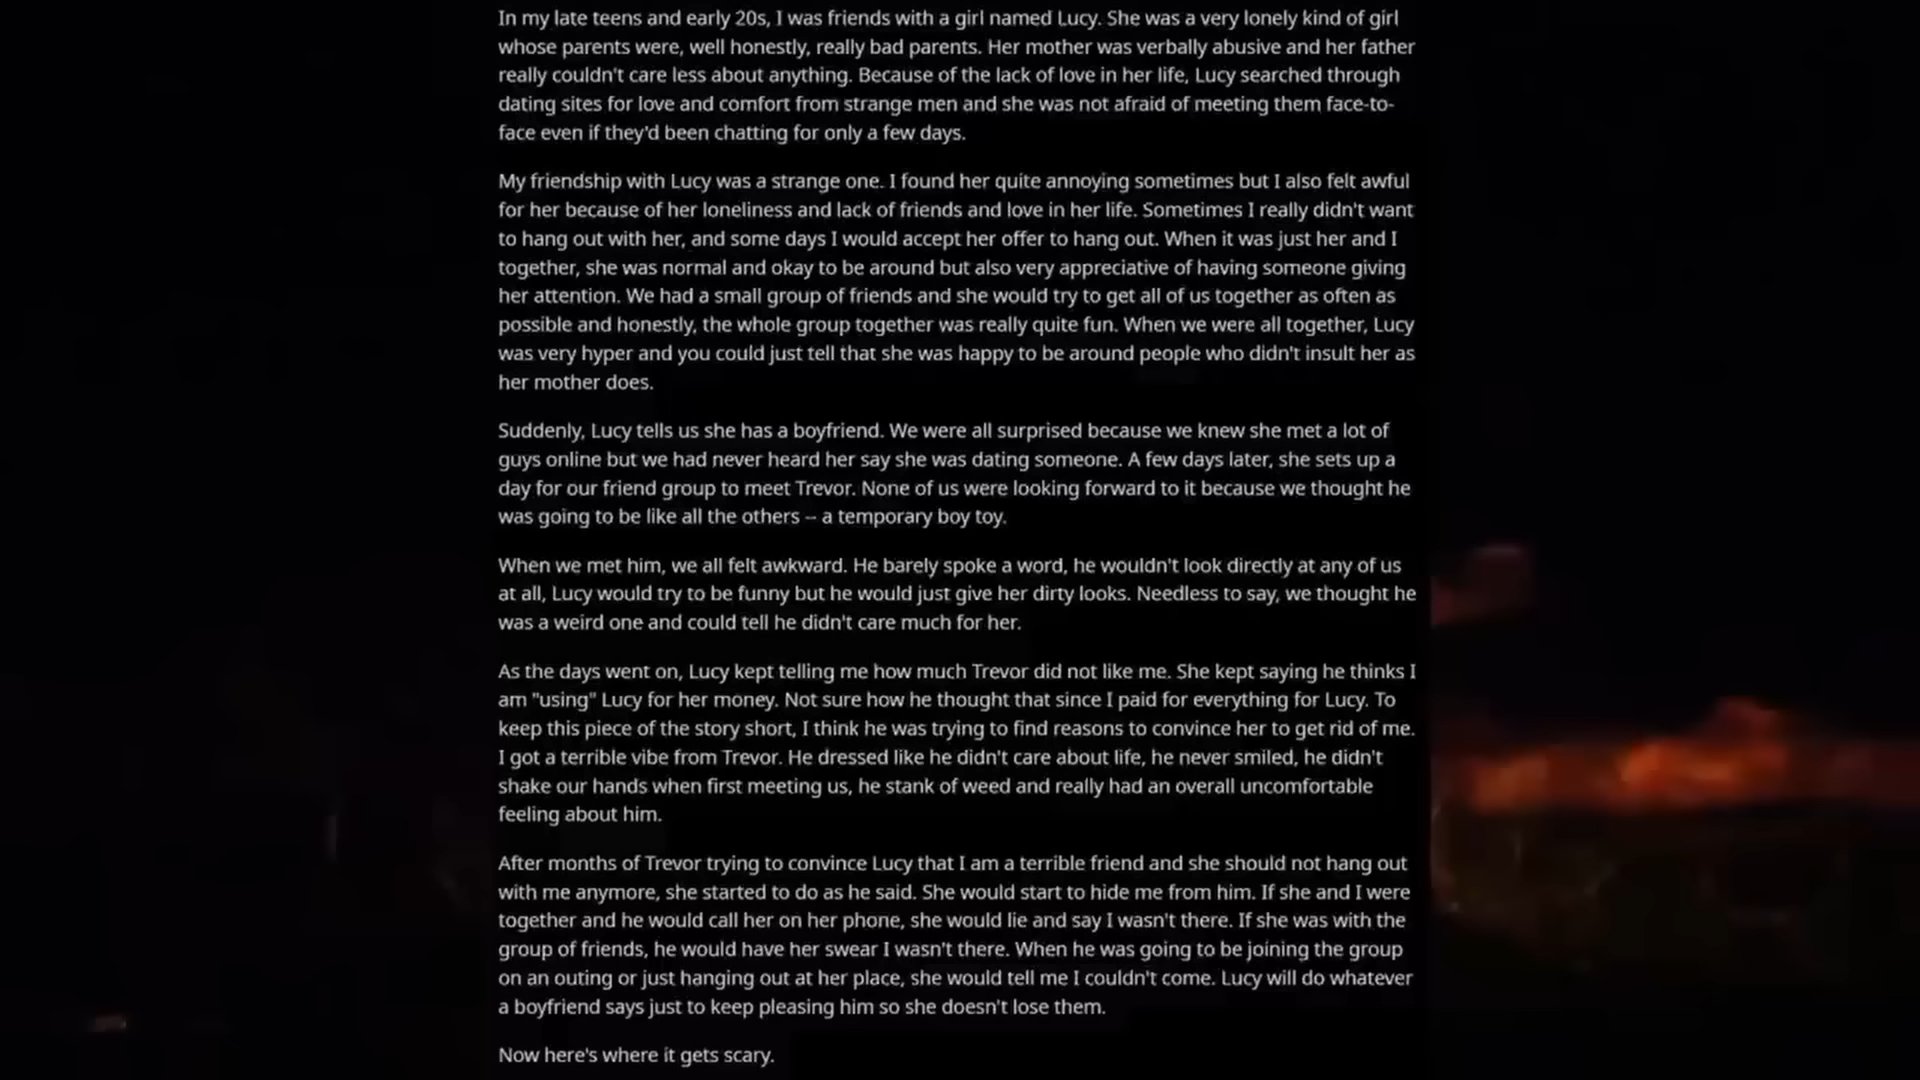 In my late teens and early 20s, I was friends with a girl named Lucy. She was a very lonely kind of girl
whose parents were, well honestly, really bad parents. Her mother was verbally abusive and her father
really couldn't care less about anything. Because of the lack of love in her life, Lucy searched through
dating sites for love and comfort from strange men and she was not afraid of meeting them face-to-
face even if they'd been chatting for only a few days.
My friendship with Lucy was a strange one. I found her quite annoying sometimes but I also felt awful
for her because of her loneliness and lack of friends and love in her life. Sometimes I really didn't want
to hang out with her, and some days I would accept her offer to hang out. When it was just her and I
together, she was normal and okay to be around but also very appreciative of having someone giving
her attention. We had a small group of friends and she would try to get all of us together as often as
possible and honestly, the whole group together was really quite fun. When we were all together, Lucy
was very hyper and you could just tell that she was happy to be around people who didn't insult her as
her mother does.
Suddenly, Lucy tells us she has a boyfriend. We were all surprised because we knew she met a lot of
guys online but we had never heard her say she was dating someone. A few days later, she sets up a
day for our friend group to meet Trevor. None of us were looking forward to it because we thought he
was going to be like all the others -- a temporary boy toy.
When we met him, we all felt awkward. He barely spoke a word, he wouldn't look directly at any of us
at all, Lucy would try to be funny but he would just give her dirty looks. Needless to say, we thought he
was a weird one and could tell he didn't care much for her.
As the days went on, Lucy kept telling me how much Trevor did not like me. She kept saying he thinks I
am "using" Lucy for her money. Not sure how he thought that since I paid for everything for Lucy. To
keep this piece of the story short, I think he was trying to find reasons to convince her to get rid of me.
I got a terrible vibe from Trevor. He dressed like he didn't care about life, he never smiled, he didn't
shake our hands when first meeting us, he stank of weed and really had an overall uncomfortable
feeling about him.
After months of Trevor trying to convince Lucy that I am a terrible friend and she should not hang out
with me anymore, she started to do as he said. She would start to hide me from him. If she and I were
together and he would call her on her phone, she would lie and say I wasn't there. If she was with the
group of friends, he would have her swear I wasn't there. When he was going to be joining the group
on an outing or just hanging out at her place, she would tell me I couldn't come. Lucy will do whatever
a boyfriend says just to keep pleasing him so she doesn't lose them.
Now here's where it gets scary.